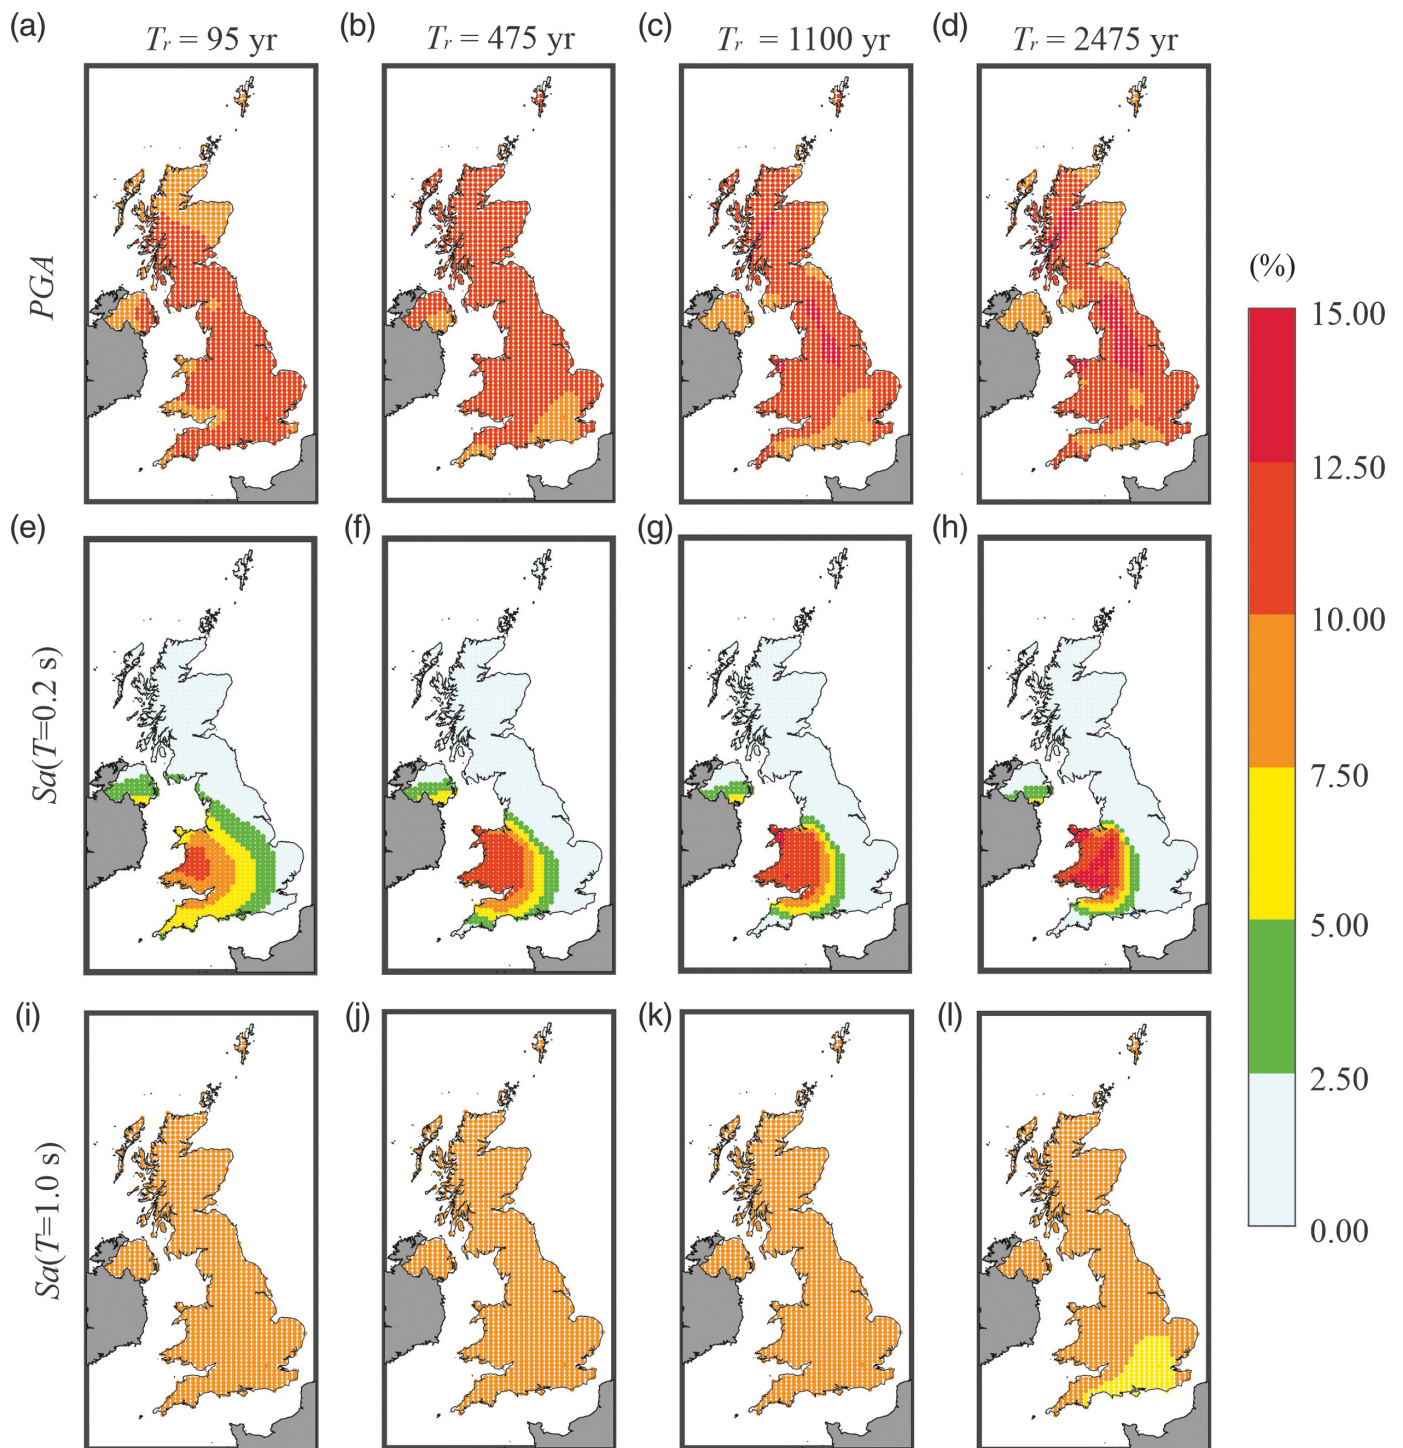 (a) (b) (c) (d)
Tr = 95 yr Tr = 475 yr Tr = 1100 yr Tr = 2475 yr
PGA
(%)
15.00
12.50
10.00
7.50
5.00
2.50
0.00
(e) (f) (g) (h)
Sa(T=0.2 s)
(i) (j) (k) (l)
Sa(T=1.0 s)